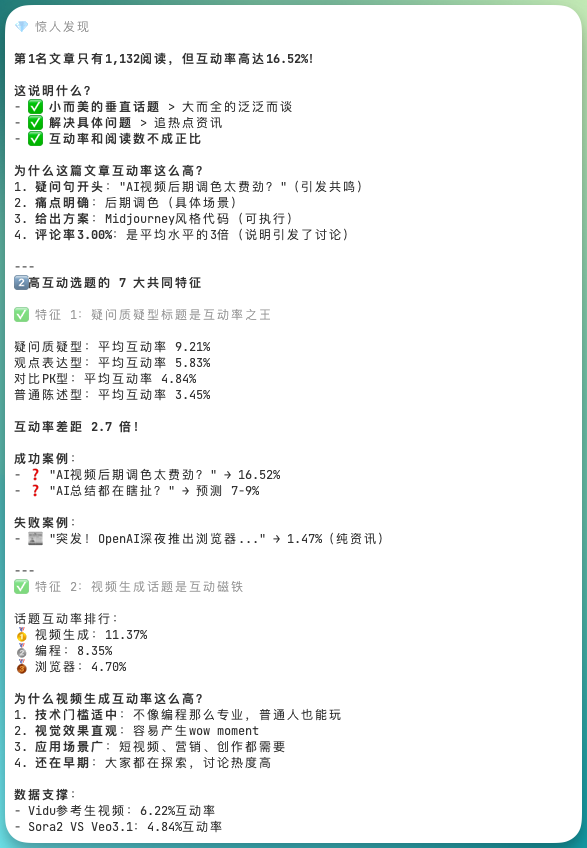 💎 惊人发现
第1名文章只有1,132阅读, 但互动率高达16.52%!
这说明什么?
- ✅ 小而美的垂直话题 > 大而全的泛泛而谈
- ✅ 解决具体问题 > 追热点资讯
- ✅ 互动率和阅读数不成正比
为什么这篇文章互动率这么高?
1. 疑问句开头: "AI视频后期调色太费劲? " (引发共鸣)
2. 痛点明确: 后期调色 (具体场景)
3. 给出方案: Midjourney风格代码 (可执行)
4. 评论率3.00%: 是平均水平的3倍 (说明引发了讨论)
---
2️⃣高互动选题的 7 大共同特征
✅ 特征 1: 疑问质疑型标题是互动率之王
疑问质疑型: 平均互动率 9.21%
观点表达型: 平均互动率 5.83%
对比PK型: 平均互动率 4.84%
普通陈述型: 平均互动率 3.45%
互动率差距 2.7 倍!
成功案例:
- ❓ "AI视频后期调色太费劲? " → 16.52%
- ❓ "AI总结都在瞎扯? " → 预测 7-9%
失败案例:
- 📰 "突发! OpenAI深夜推出浏览器..." → 1.47% (纯资讯)
---
✅ 特征 2: 视频生成话题是互动磁铁
话题互动率排行:
🥇 视频生成: 11.37%
🥈 编程: 8.35%
🥉 浏览器: 4.70%
为什么视频生成互动率这么高?
1. 技术门槛适中: 不像编程那么专业, 普通人也能玩
2. 视觉效果直观: 容易产生wow moment
3. 应用场景广: 短视频、营销、创作都需要
4. 还在早期: 大家都在探索, 讨论热度高
数据支撑:
- Vidu参考生视频: 6.22%互动率
- Sora2 VS Veo3.1: 4.84%互动率